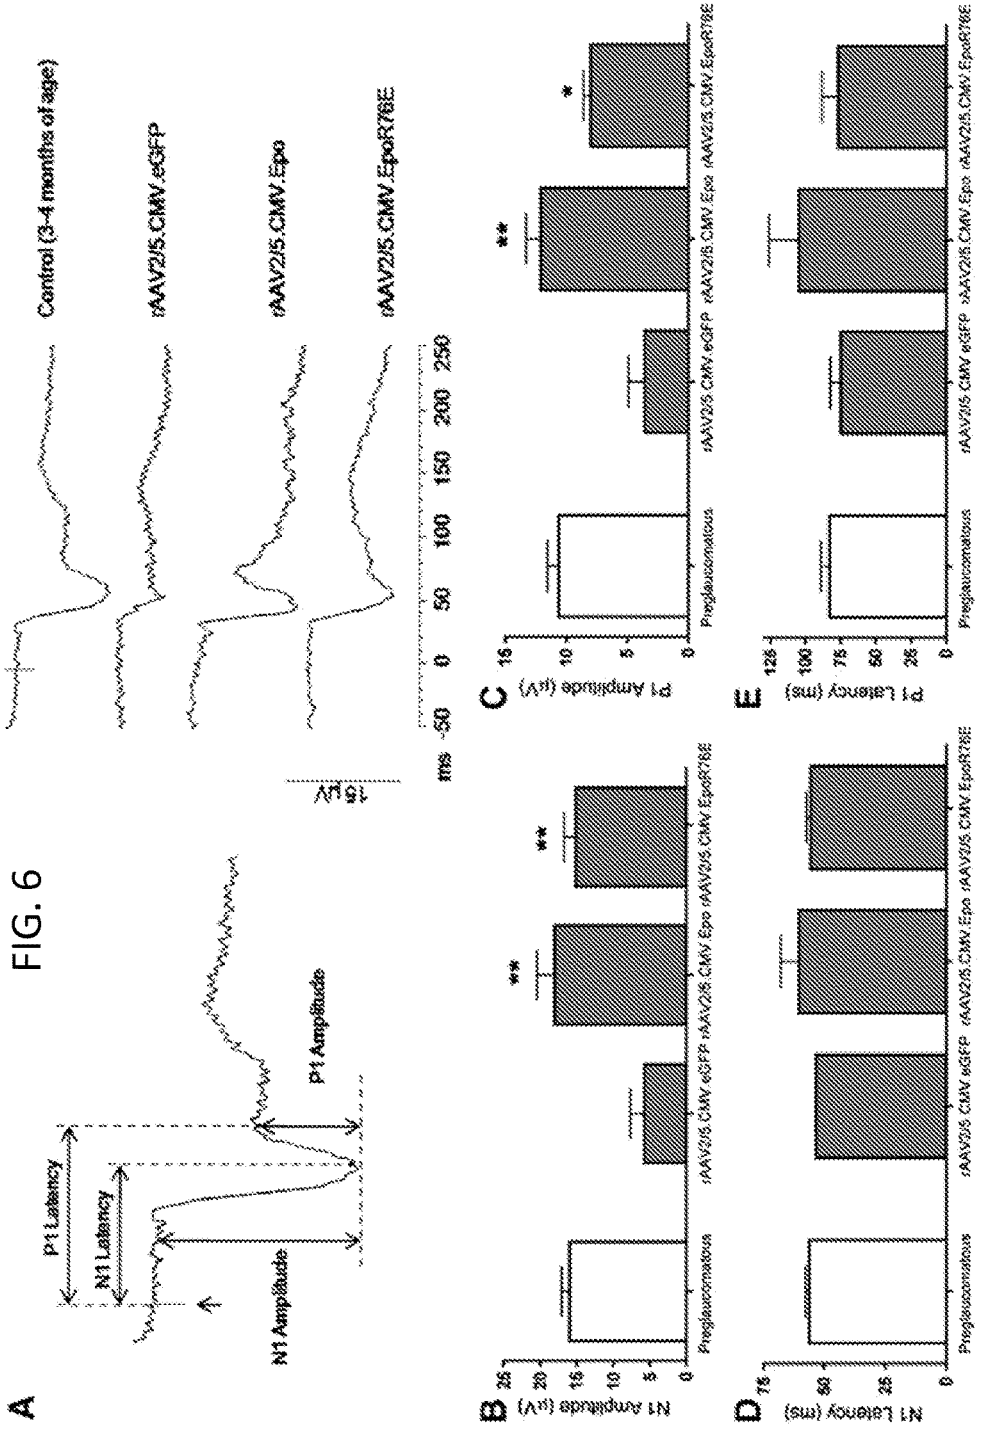 FIG. 6
A
P1 Latency
N1 Latency
N1 Amplitude
P1 Amplitude
15 µV
Control (3-4 months of age)
rAAV2/5.CMV.eGFP
rAAV2/5.CMV.Epo
rAAV2/5.CMV.EpoR76E
ms -50 0 50 100 150 200 250
B
N1 Amplitude (µV)
25
20
15
10
5
0
** **
Preglaucomatous rAAV2/5.CMV.eGFP rAAV2/5.CMV.Epo rAAV2/5.CMV.EpoR76E
C
P1 Amplitude (µV)
15
10
5
0
** *
Preglaucomatous rAAV2/5.CMV.eGFP rAAV2/5.CMV.Epo rAAV2/5.CMV.EpoR76E
D
N1 Latency (ms)
75
50
25
0
Preglaucomatous rAAV2/5.CMV.eGFP rAAV2/5.CMV.Epo rAAV2/5.CMV.EpoR76E
E
P1 Latency (ms)
125
100
75
50
25
0
Preglaucomatous rAAV2/5.CMV.eGFP rAAV2/5.CMV.Epo rAAV2/5.CMV.EpoR76E